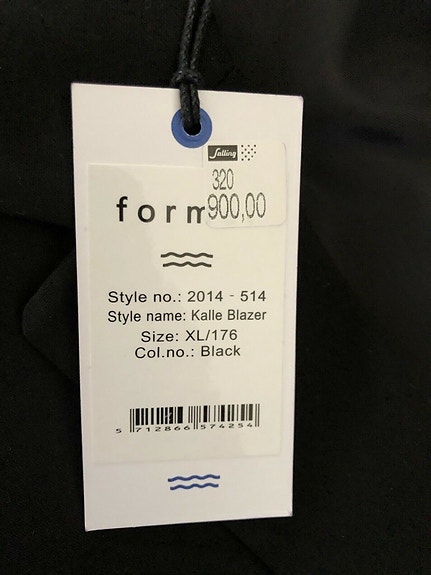 Salling
320
900,00
form
Style no.: 2014 - 514
Style name: Kalle Blazer
Size: XL/176
Col.no.: Black
5 712866 574254